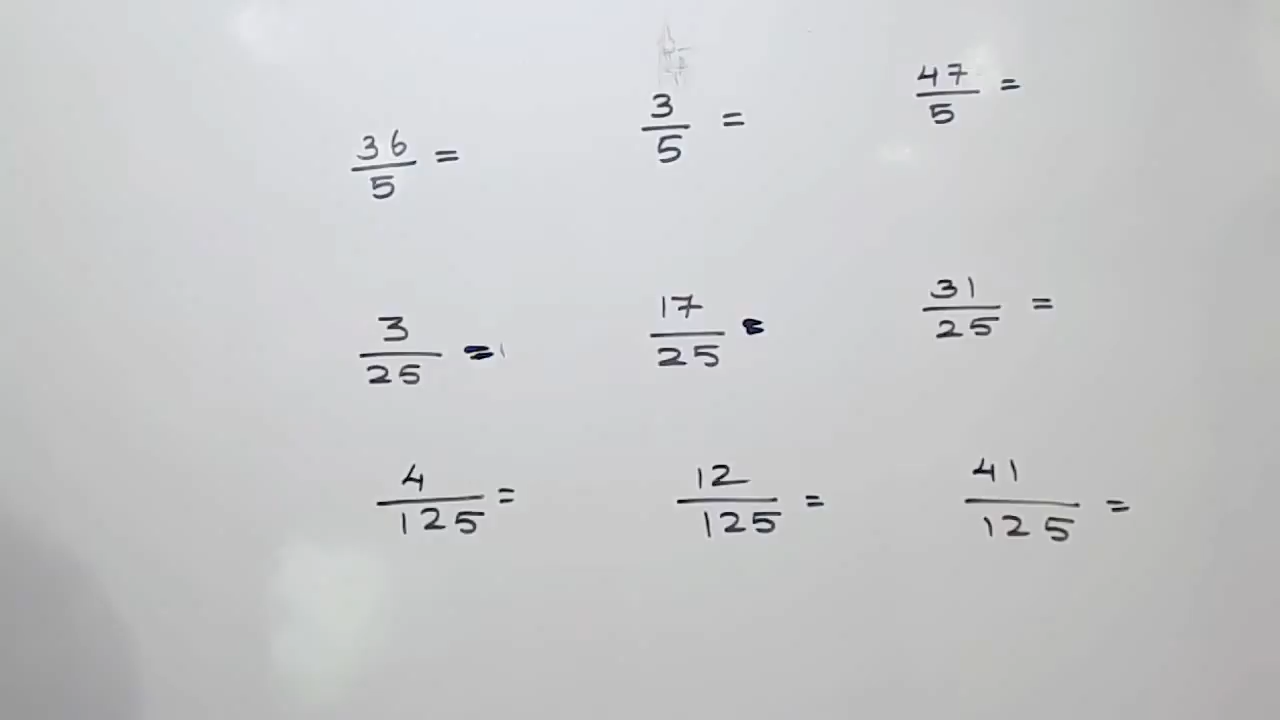 36/5 = 3/5 = 47/5 =
3/25 = 17/25 = 31/25 =
4/125 = 12/125 = 41/125 =